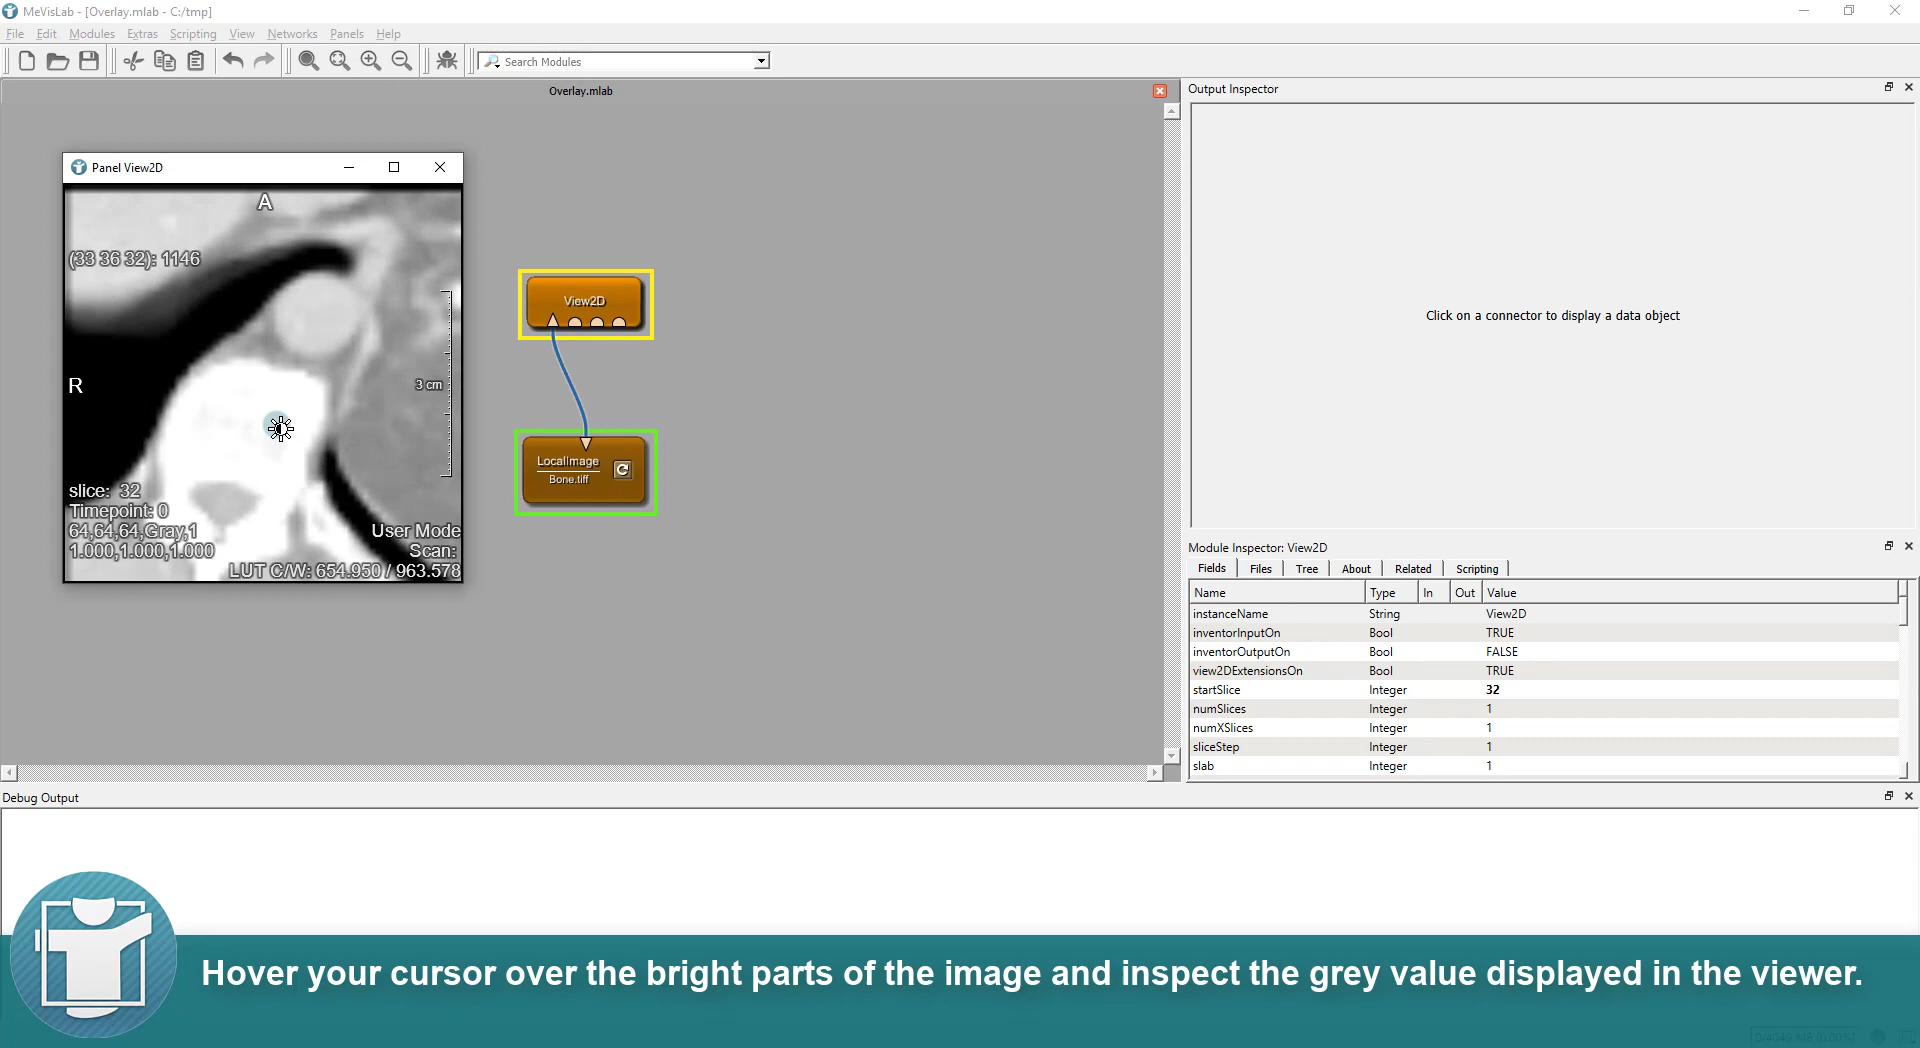 MeVisLab - [Overlay.mlab - C:/tmp]
File Edit Modules Extras Scripting View Networks Panels Help
Search Modules
Overlay.mlab
Output Inspector
Panel View2D
A
(33 36 32): 1146
R
3 cm
slice: 32
Timepoint: 0
64,64,64,Gray,1
1.000,1.000,1.000
User Mode
Scan:
LUT C/W: 654.950 / 963.578
View2D
LocalImage
Bone.tiff
Click on a connector to display a data object
Module Inspector: View2D
Fields Files Tree About Related Scripting
Name Type In Out Value
instanceName String View2D
inventorInputOn Bool TRUE
inventorOutputOn Bool FALSE
view2DExtensionsOn Bool TRUE
startSlice Integer 32
numSlices Integer 1
numXSlices Integer 1
sliceStep Integer 1
slab Integer 1
Debug Output
Hover your cursor over the bright parts of the image and inspect the grey value displayed in the viewer.